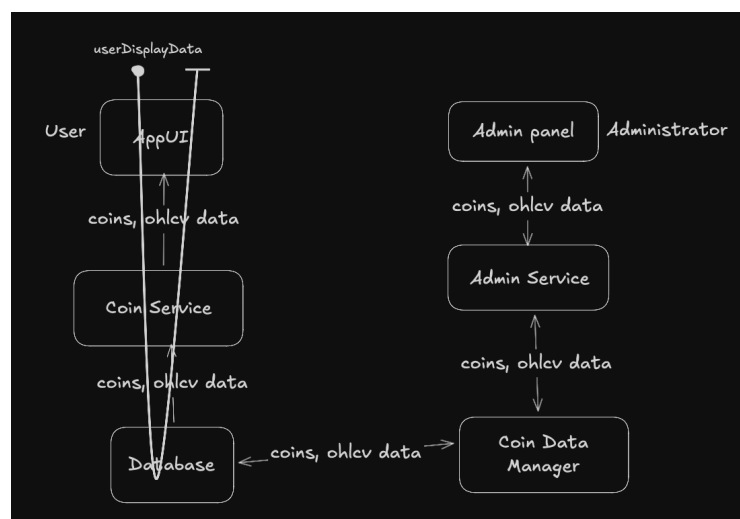 userDisplayData
User
AppUI
Admin panel
Administrator
coins, ohlcv data
coins, ohlcv data
Coin Service
Admin Service
coins, ohlcv data
coins, ohlcv data
Database
coins, ohlcv data
Coin Data
Manager